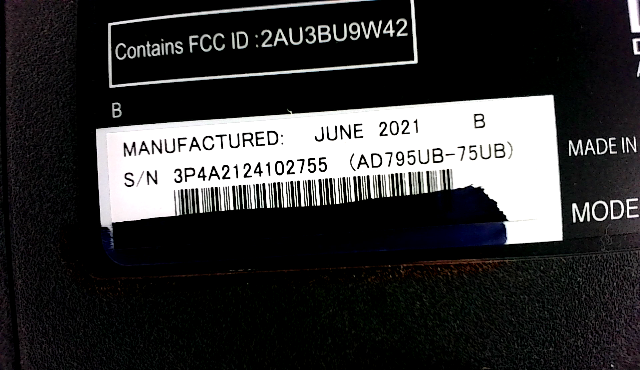 Contains FCC ID :2AU3BU9W42
B
MANUFACTURED: JUNE 2021 B
S/N 3P4A2124102755 (AD795UB-75UB)
MADE IN
MODE